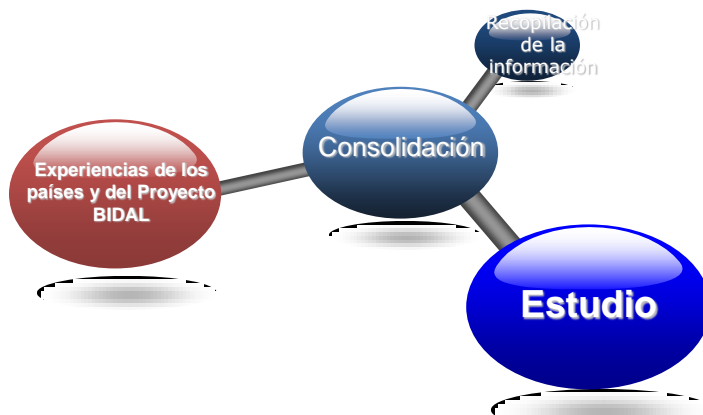 Recopilación
de la
información
Consolidación
Experiencias de los
países y del Proyecto
BIDAL
Estudio